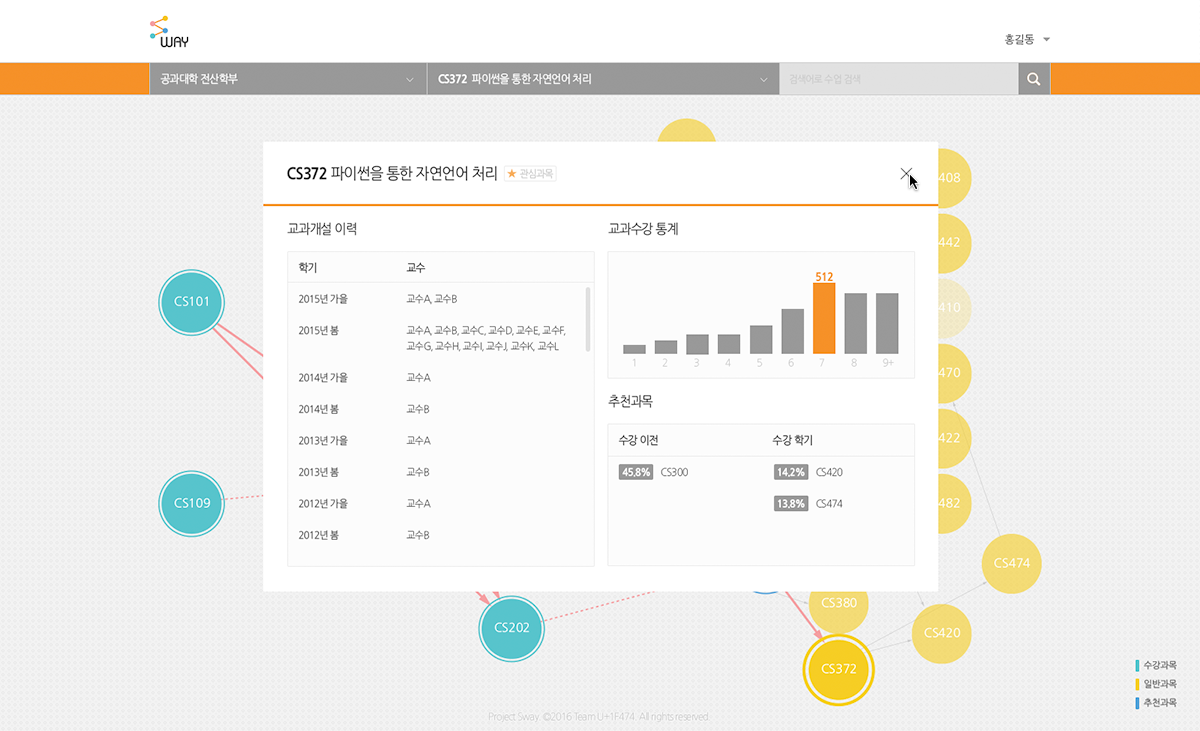 WAY
홍길동
공과대학 전산학부
CS372 파이썬을 통한 자연언어 처리
검색어로 수업 검색
CS372 파이썬을 통한 자연언어 처리
★ 관심과목
교과개설 이력
학기 교수
2015년 가을 교수A, 교수B
2015년 봄 교수A, 교수B, 교수C, 교수D, 교수E, 교수F,
교수G, 교수H, 교수I, 교수J, 교수K, 교수L
2014년 가을 교수A
2014년 봄 교수B
2013년 가을 교수A
2013년 봄 교수B
2012년 가을 교수A
2012년 봄 교수B
교과수강 통계
512
1 2 3 4 5 6 7 8 9+
추천과목
수강 이전 수강 학기
45.8% CS300 14.2% CS420
13.8% CS474
CS101
CS109
CS202
408
442
410
470
422
482
CS474
CS380
CS420
CS372
수강과목
일반과목
추천과목
Project 5way. ©2016 Team U+1F474. All rights reserved.